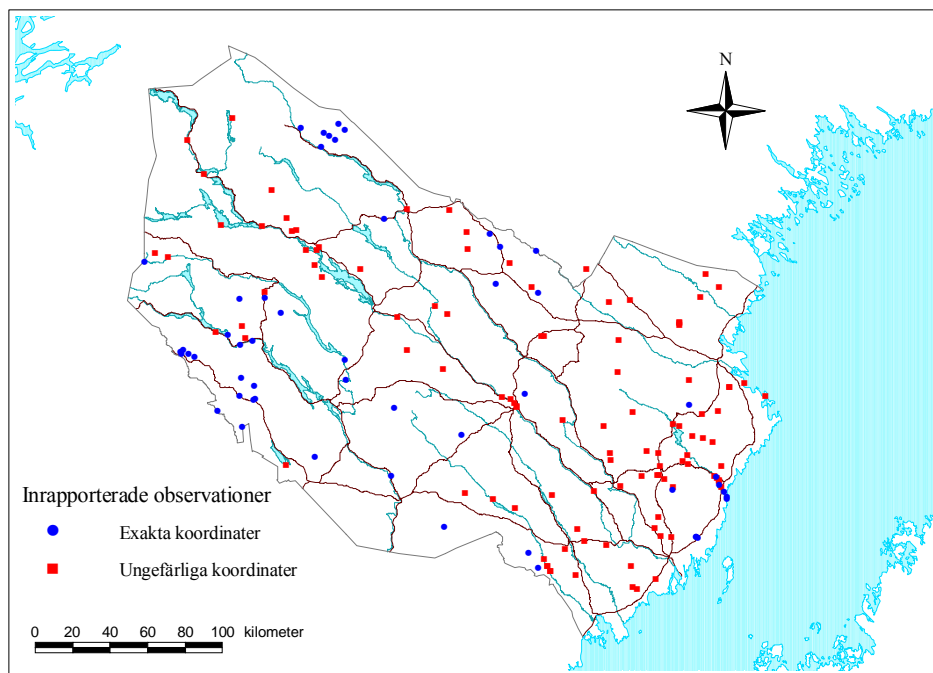 N
Inrapporterade observationer
Exakta koordinater
Ungefärliga koordinater
0 20 40 60 80 100 kilometer